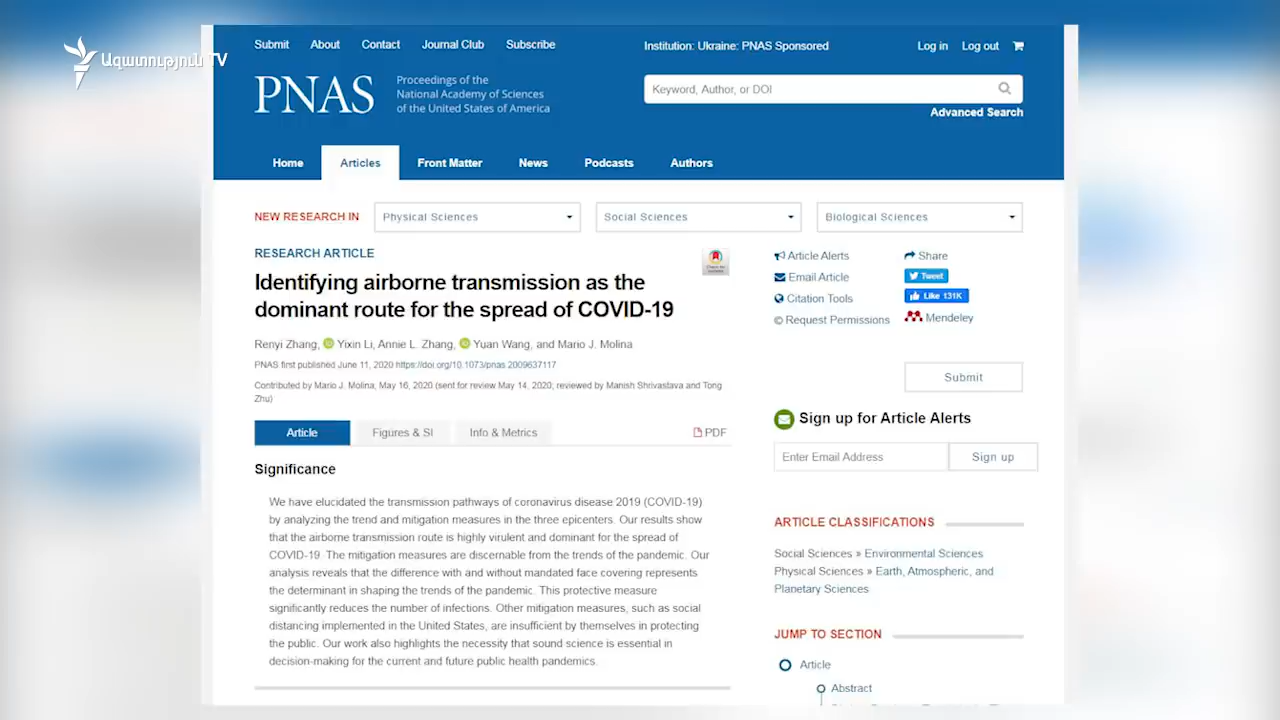 Ազատություն TV
Submit About Contact Journal Club Subscribe
Institution: Ukraine: PNAS Sponsored
Log in Log out
PNAS
Proceedings of the
National Academy of Sciences
of the United States of America
Keyword, Author, or DOI
Advanced Search
Home Articles Front Matter News Podcasts Authors
NEW RESEARCH IN Physical Sciences Social Sciences Biological Sciences
RESEARCH ARTICLE
Identifying airborne transmission as the
dominant route for the spread of COVID-19
Renyi Zhang, Yixin Li, Annie L. Zhang, Yuan Wang, and Mario J. Molina
PNAS first published June 11, 2020 https://doi.org/10.1073/pnas.2009637117
Contributed by Mario J. Molina, May 16, 2020 (sent for review May 14, 2020; reviewed by Manish Shrivastava and Tong
Zhu)
Article Figures & SI Info & Metrics PDF
Significance
We have elucidated the transmission pathways of coronavirus disease 2019 (COVID-19)
by analyzing the trend and mitigation measures in the three epicenters. Our results show
that the airborne transmission route is highly virulent and dominant for the spread of
COVID-19. The mitigation measures are discernable from the trends of the pandemic. Our
analysis reveals that the difference with and without mandated face covering represents
the determinant in shaping the trends of the pandemic. This protective measure
significantly reduces the number of infections. Other mitigation measures, such as social
distancing implemented in the United States, are insufficient by themselves in protecting
the public. Our work also highlights the necessity that sound science is essential in
decision-making for the current and future public health pandemics.
Article Alerts
Email Article
Citation Tools
© Request Permissions
Share
Tweet
Like 131K
Mendeley
Submit
Sign up for Article Alerts
Enter Email Address Sign up
ARTICLE CLASSIFICATIONS
Social Sciences » Environmental Sciences
Physical Sciences » Earth, Atmospheric, and
Planetary Sciences
JUMP TO SECTION
Article
Abstract